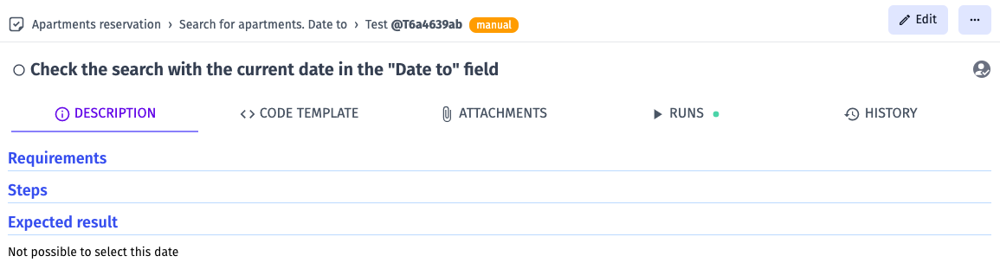 Apartments reservation › Search for apartments. Date to › Test @T6a4639ab manual Edit ...
Check the search with the current date in the "Date to" field
DESCRIPTION CODE TEMPLATE ATTACHMENTS RUNS HISTORY
Requirements
Steps
Expected result
Not possible to select this date